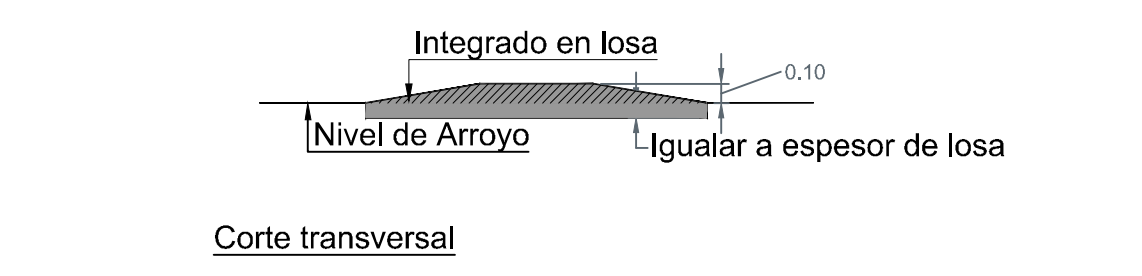 Integrado en losa
0.10
Nivel de Arroyo
Igualar a espesor de losa
Corte transversal